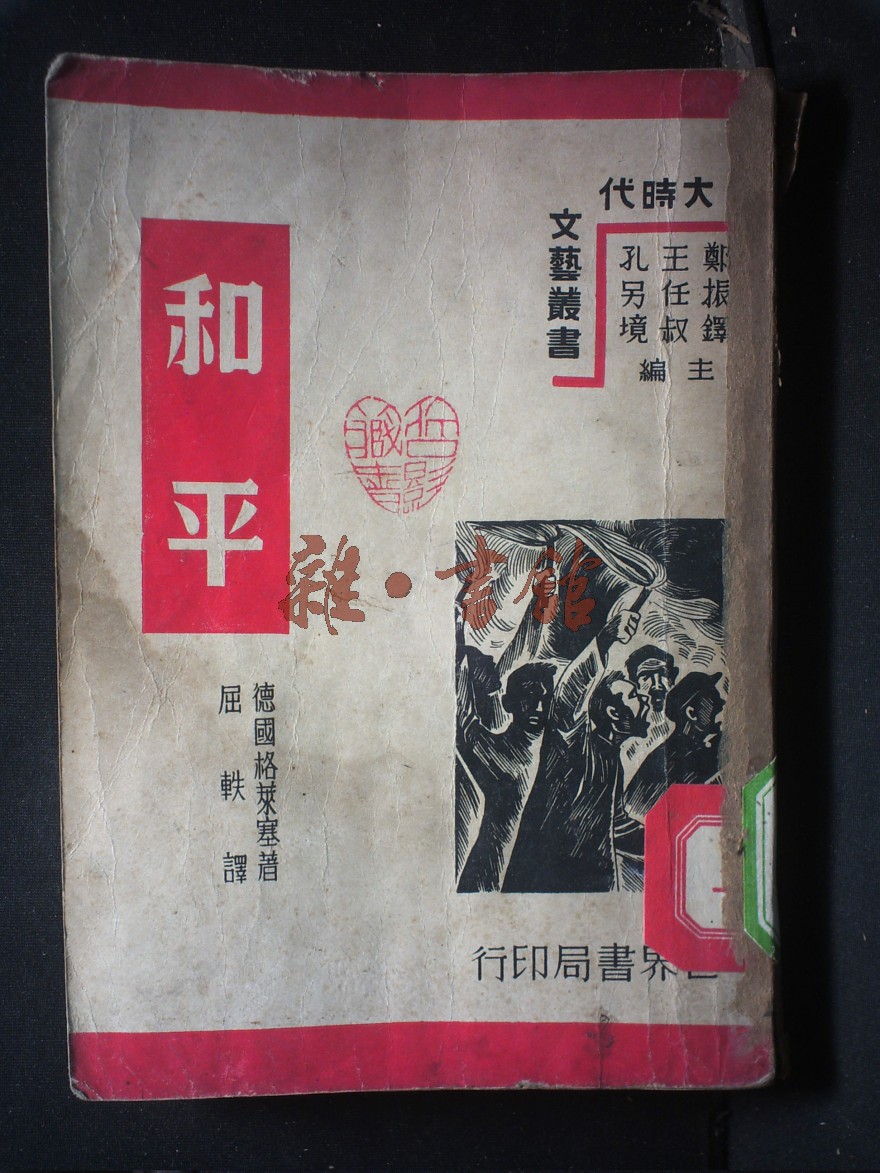 大時代
文藝叢書
鄭振鐸
王任叔
孔另境
主編
和平
德國格萊塞著
屈軼譯
雜·書館
世界書局印行